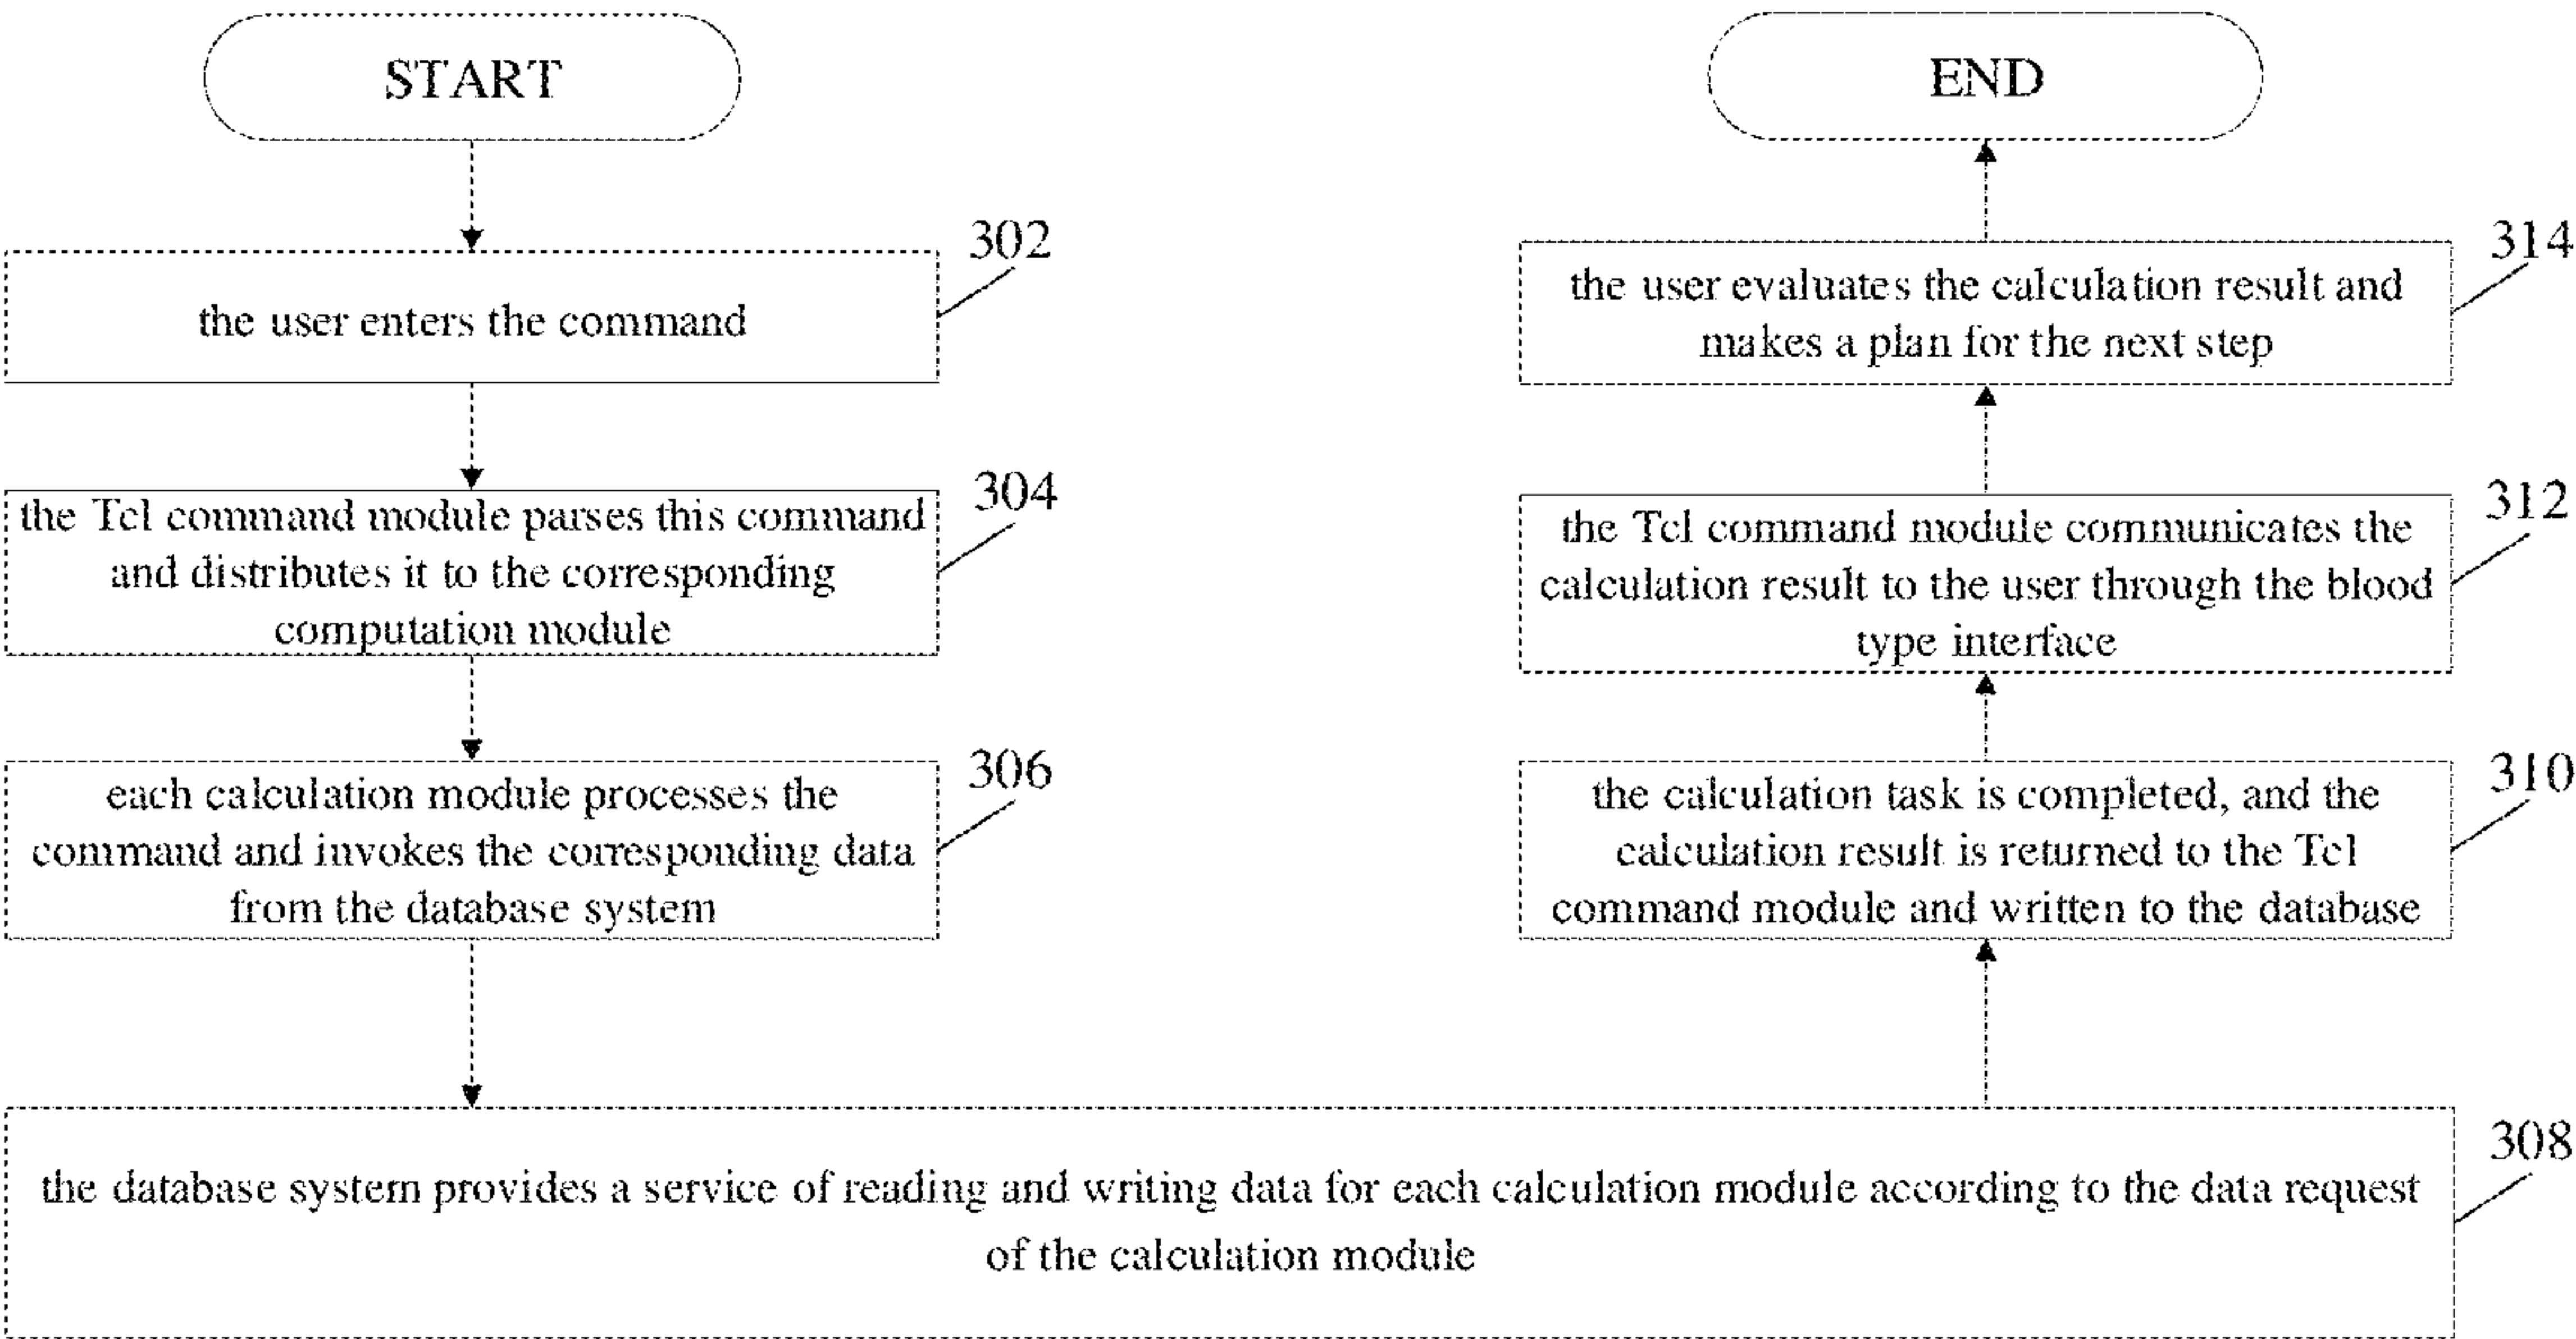 START
302
the user enters the command
304
the Tcl command module parses this command
and distributes it to the corresponding
computation module
306
each calculation module processes the
command and invokes the corresponding data
from the database system
308
the database system provides a service of reading and writing data for each calculation module according to the data request
of the calculation module
310
the calculation task is completed, and the
calculation result is returned to the Tcl
command module and written to the database
312
the Tcl command module communicates the
calculation result to the user through the blood
type interface
314
the user evaluates the calculation result and
makes a plan for the next step
END